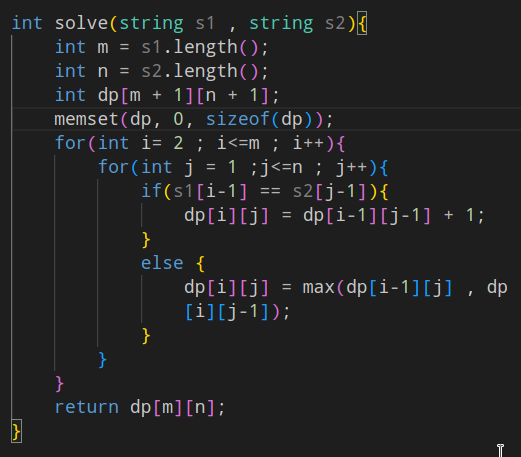 int solve(string s1 , string s2){
    int m = s1.length();
    int n = s2.length();
    int dp[m + 1][n + 1];
    memset(dp, 0, sizeof(dp));
    for(int i= 2 ; i<=m ; i++){
        for(int j = 1 ;j<=n ; j++){
            if(s1[i-1] == s2[j-1]){
                dp[i][j] = dp[i-1][j-1] + 1;
            }
            else {
                dp[i][j] = max(dp[i-1][j] , dp
                [i][j-1]);
            }
        }
    }
    return dp[m][n];
}